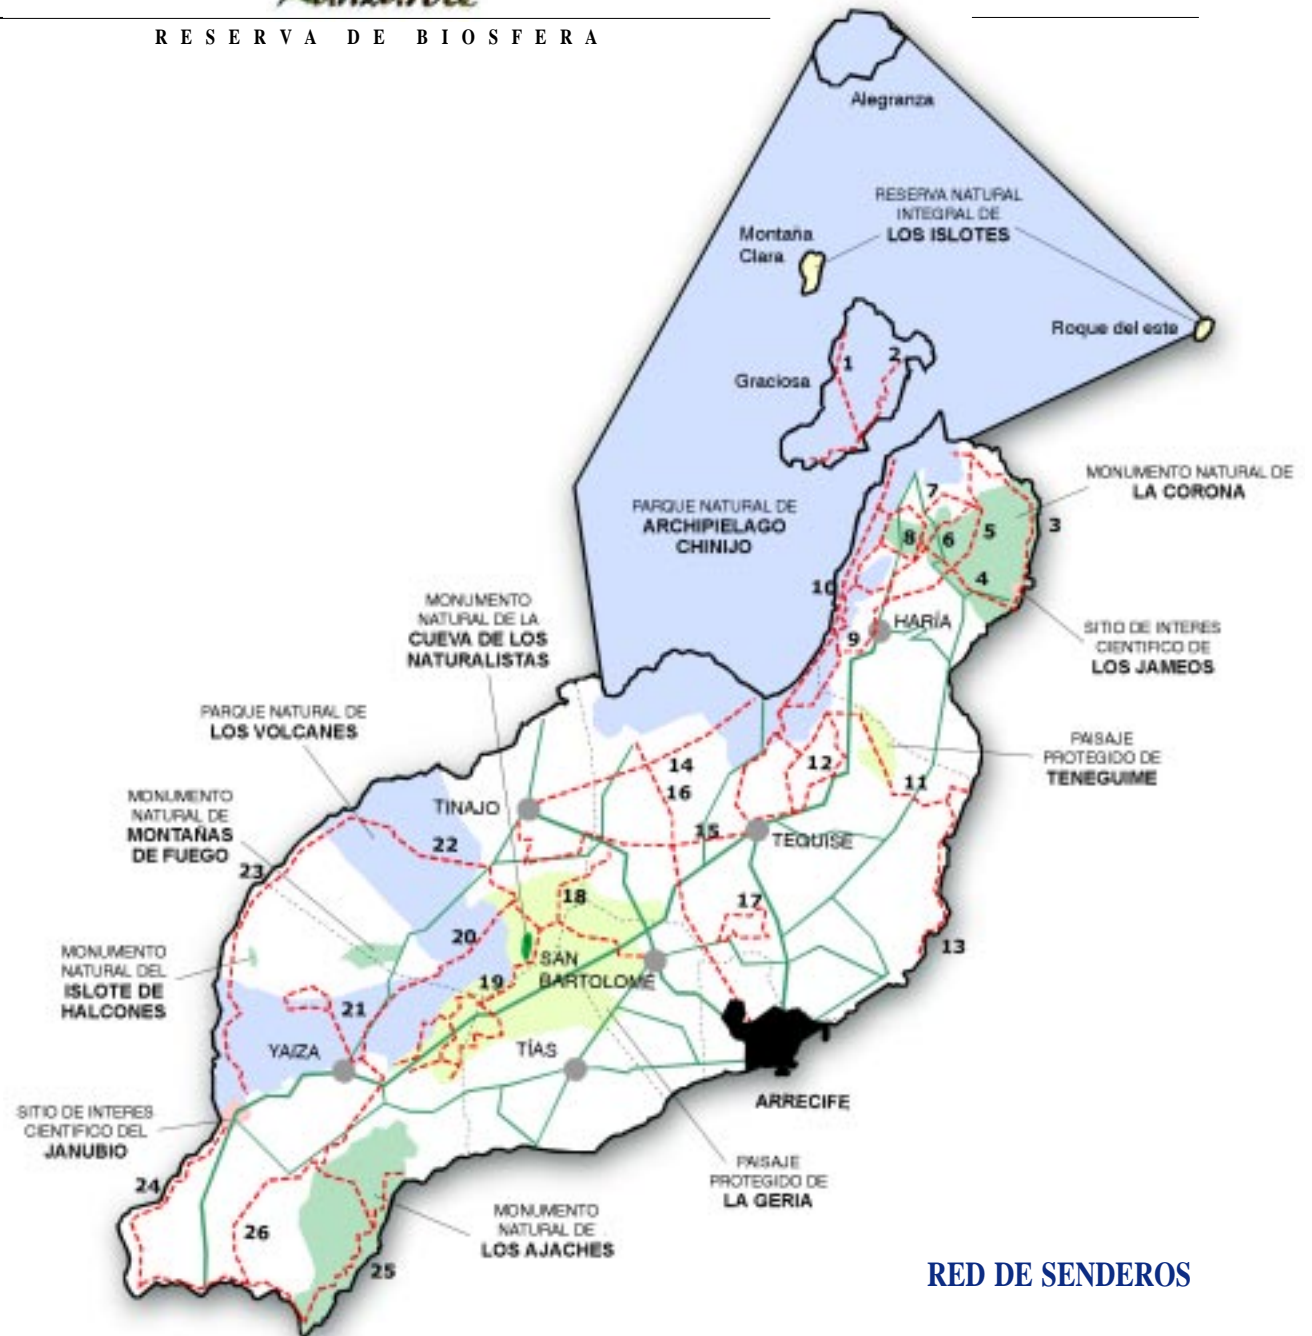 RESERVA DE BIOSFERA
Alegranza
RESERVA NATURAL
INTEGRAL DE
LOS ISLOTES
Montaña
Clara
Roque del este
1
2
Graciosa
MONUMENTO NATURAL DE
LA CORONA
PARQUE NATURAL DE
ARCHIPIELAGO
CHINIJO
7
3
5
8
6
4
10
MONUMENTO
NATURAL DE LA
CUEVA DE LOS
NATURALISTAS
HARÍA
9
SITIO DE INTERES
CIENTIFICO DE
LOS JAMEOS
PARQUE NATURAL DE
LOS VOLCANES
PAISAJE
PROTEGIDO DE
TENEGUIME
12
14
11
16
MONUMENTO
NATURAL DE
MONTAÑAS
DE FUEGO
TINAJO
15
TEQUISE
22
23
18
17
20
13
MONUMENTO
NATURAL DEL
ISLOTE DE
HALCONES
SAN
BARTOLOMÉ
19
21
YAIZA
TÍAS
ARRECIFE
SITIO DE INTERES
CIENTIFICO DEL
JANUBIO
PAISAJE
PROTEGIDO DE
LA GERIA
24
MONUMENTO
NATURAL DE
LOS AJACHES
26
25
RED DE SENDEROS